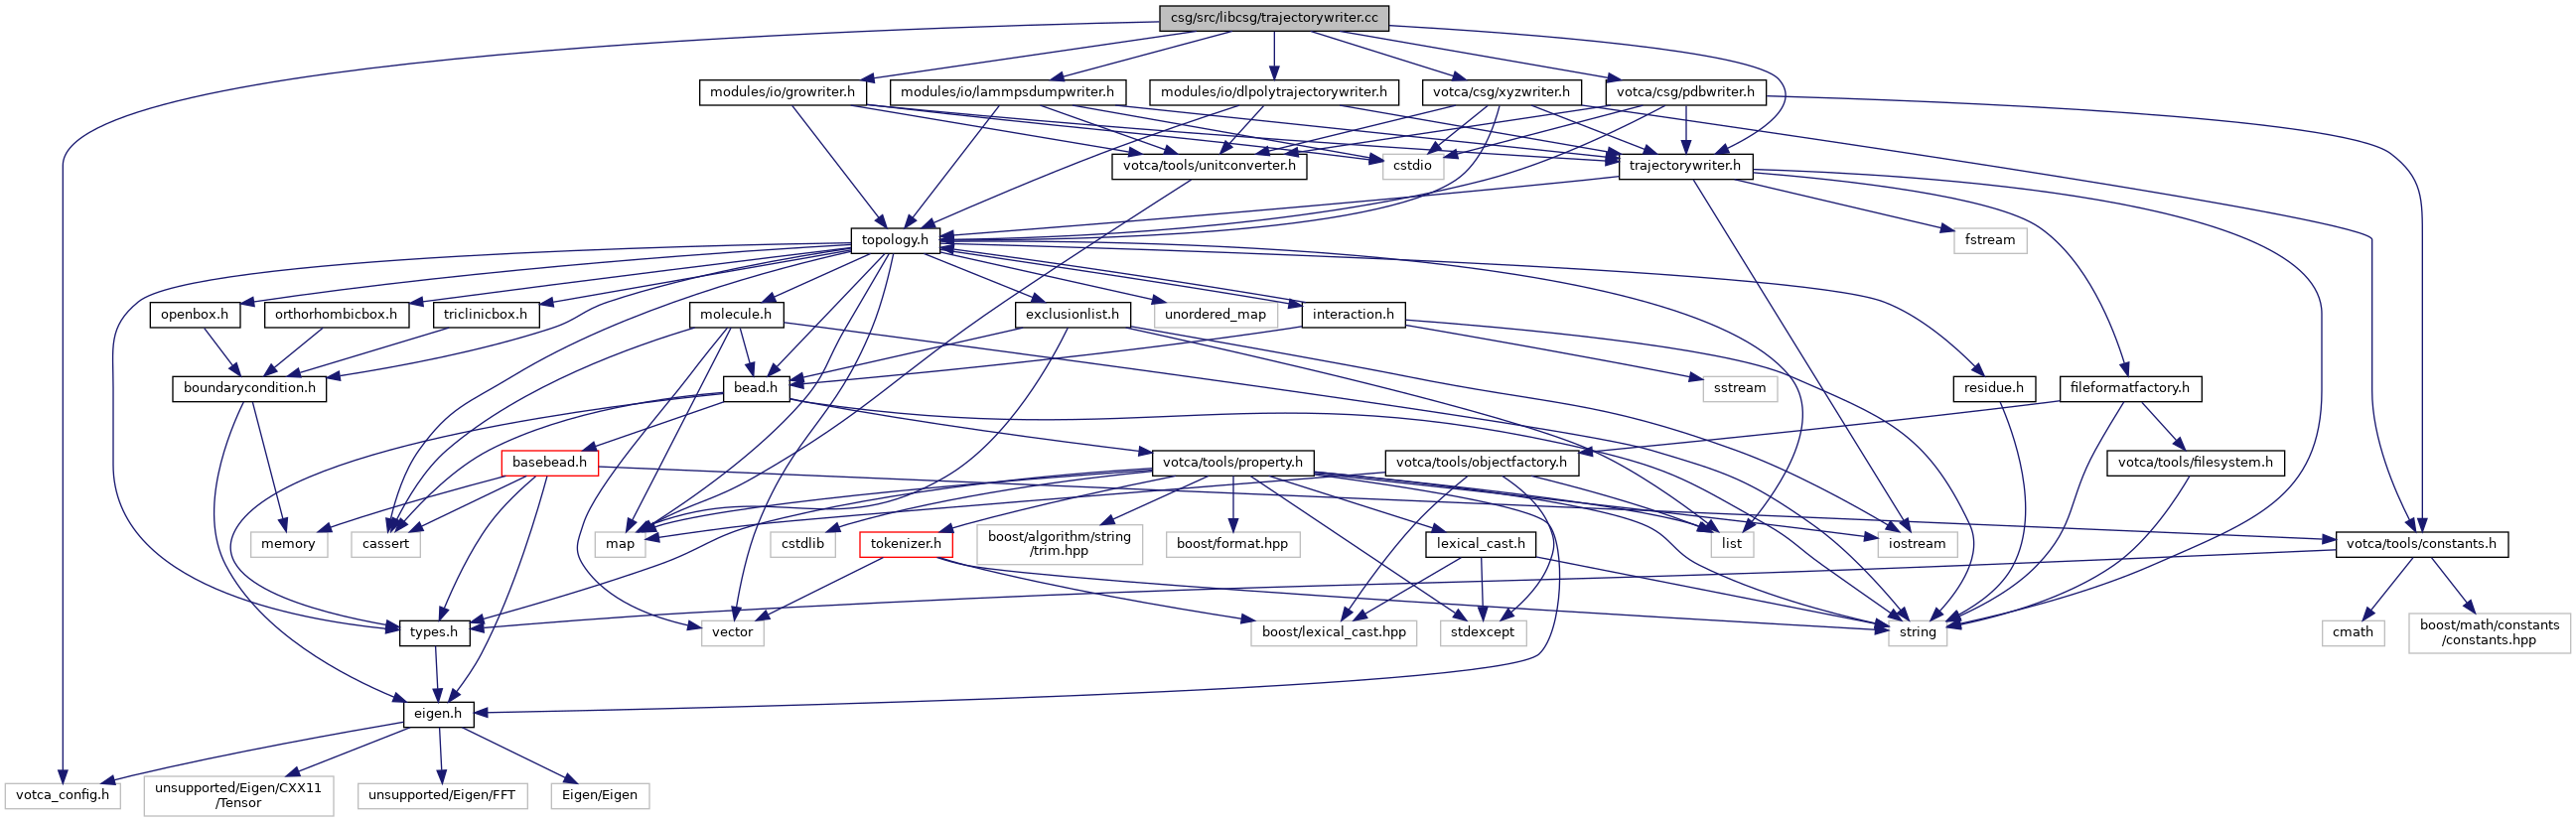 csg/src/libcsg/trajectorywriter.cc
modules/io/growriter.h
modules/io/lammpsdumpwriter.h
modules/io/dlpolytrajectorywriter.h
votca/csg/xyzwriter.h
votca/csg/pdbwriter.h
votca/tools/unitconverter.h
cstdio
trajectorywriter.h
topology.h
fstream
openbox.h
orthorhombicbox.h
triclinicbox.h
molecule.h
exclusionlist.h
unordered_map
interaction.h
boundarycondition.h
bead.h
sstream
residue.h
fileformatfactory.h
basebead.h
votca/tools/property.h
votca/tools/objectfactory.h
votca/tools/filesystem.h
memory
cassert
map
cstdlib
tokenizer.h
boost/algorithm/string
/trim.hpp
boost/format.hpp
lexical_cast.h
list
iostream
votca/tools/constants.h
types.h
vector
boost/lexical_cast.hpp
stdexcept
string
cmath
boost/math/constants
/constants.hpp
eigen.h
votca_config.h
unsupported/Eigen/CXX11
/Tensor
unsupported/Eigen/FFT
Eigen/Eigen